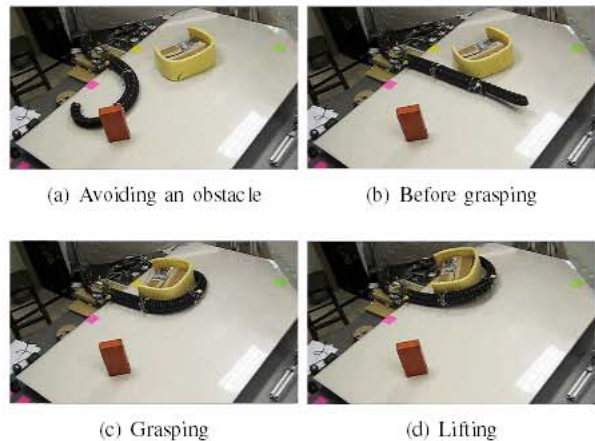 (a) Avoiding an obstacle
(b) Before grasping
(c) Grasping
(d) Lifting